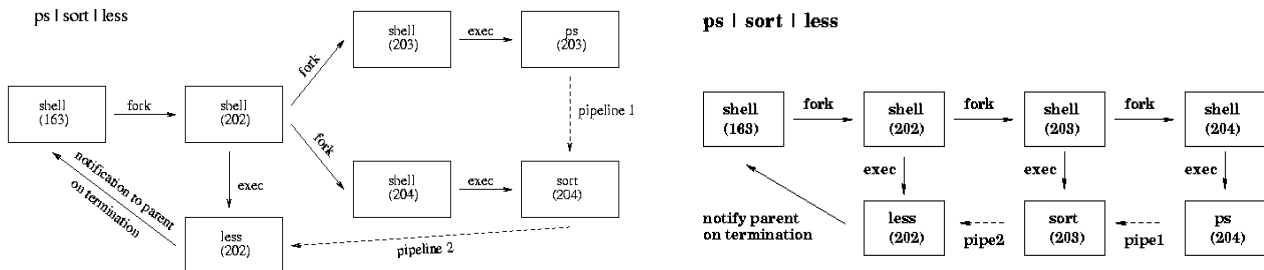 ps | sort | less
shell
(203)
exec
ps
(203)
fork
shell
(163)
fork
shell
(202)
pipeline 1
fork
notification to parent
on termination
exec
shell
(204)
exec
sort
(204)
less
(202)
pipeline 2
ps | sort | less
shell
(163)
fork
shell
(202)
fork
shell
(203)
fork
shell
(204)
exec
exec
exec
notify parent
on termination
less
(202)
pipe2
sort
(203)
pipe1
ps
(204)